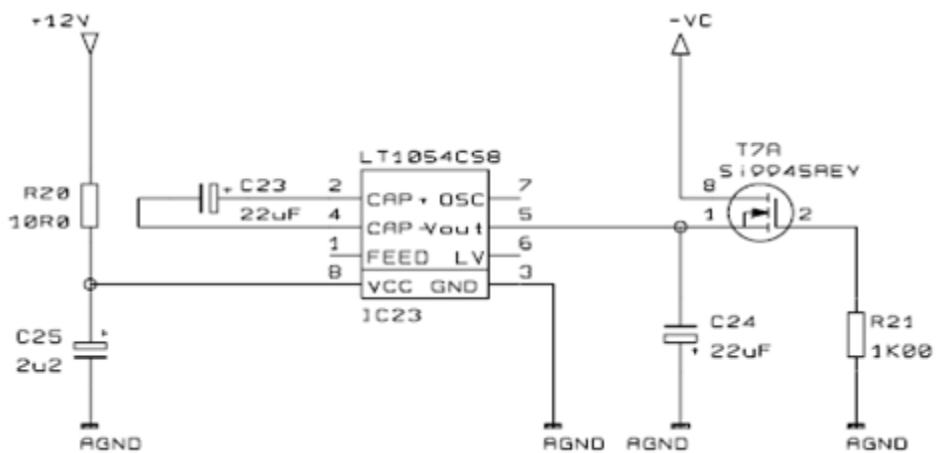 +12V
-VC
LT1054CS8
T7A
Si9945AEY
R20
10R0
C23
22uF
2
CAP+ OSC
7
8
4
CAP-Vout
5
1
2
1
FEED LV
6
8
VCC GND
3
IC23
C25
2u2
C24
22uF
R21
1K00
AGND
AGND
AGND
AGND